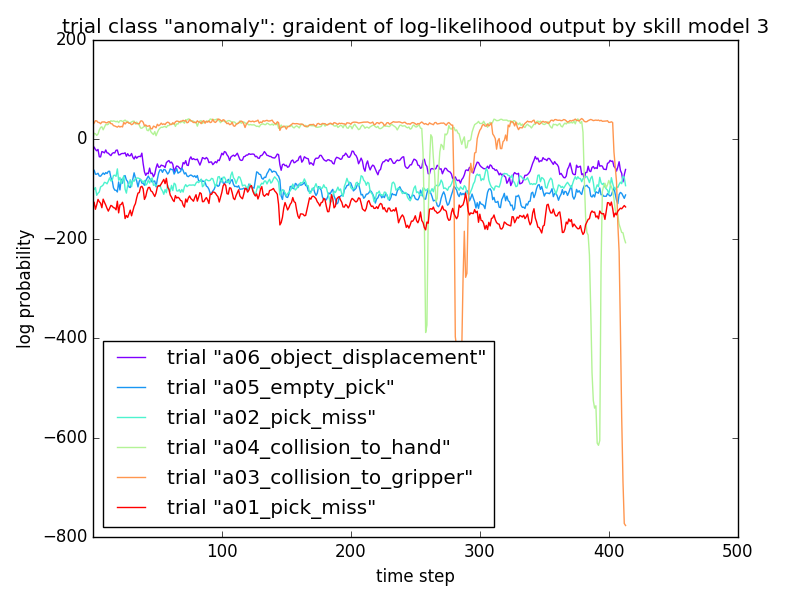 trial class "anomaly": graident of log-likelihood output by skill model 3
200
0
−200
−400
−600
−800
log probability
trial "a06_object_displacement"
trial "a05_empty_pick"
trial "a02_pick_miss"
trial "a04_collision_to_hand"
trial "a03_collision_to_gripper"
trial "a01_pick_miss"
100
200
300
400
500
time step